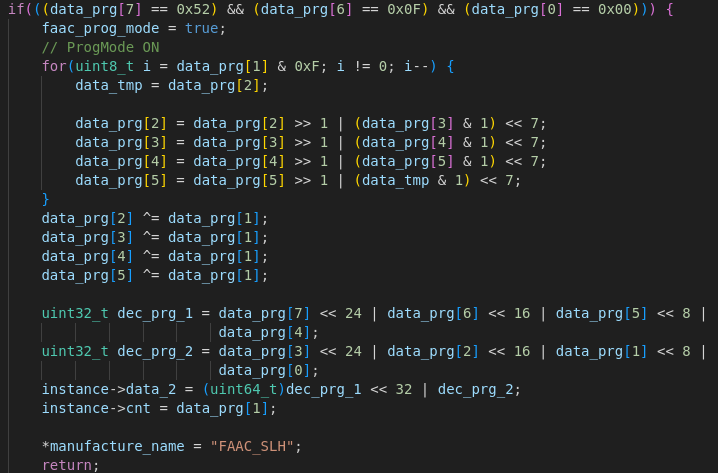 if(((data_prg[7] == 0x52) && (data_prg[6] == 0x0F) && (data_prg[0] == 0x00))) {
faac_prog_mode = true;
// ProgMode ON
for(uint8_t i = data_prg[1] & 0xF; i != 0; i--) {
data_tmp = data_prg[2];
data_prg[2] = data_prg[2] >> 1 | (data_prg[3] & 1) << 7;
data_prg[3] = data_prg[3] >> 1 | (data_prg[4] & 1) << 7;
data_prg[4] = data_prg[4] >> 1 | (data_prg[5] & 1) << 7;
data_prg[5] = data_prg[5] >> 1 | (data_tmp & 1) << 7;
}
data_prg[2] ^= data_prg[1];
data_prg[3] ^= data_prg[1];
data_prg[4] ^= data_prg[1];
data_prg[5] ^= data_prg[1];
uint32_t dec_prg_1 = data_prg[7] << 24 | data_prg[6] << 16 | data_prg[5] << 8 |
data_prg[4];
uint32_t dec_prg_2 = data_prg[3] << 24 | data_prg[2] << 16 | data_prg[1] << 8 |
data_prg[0];
instance->data_2 = (uint64_t)dec_prg_1 << 32 | dec_prg_2;
instance->cnt = data_prg[1];
*manufacture_name = "FAAC_SLH";
return;